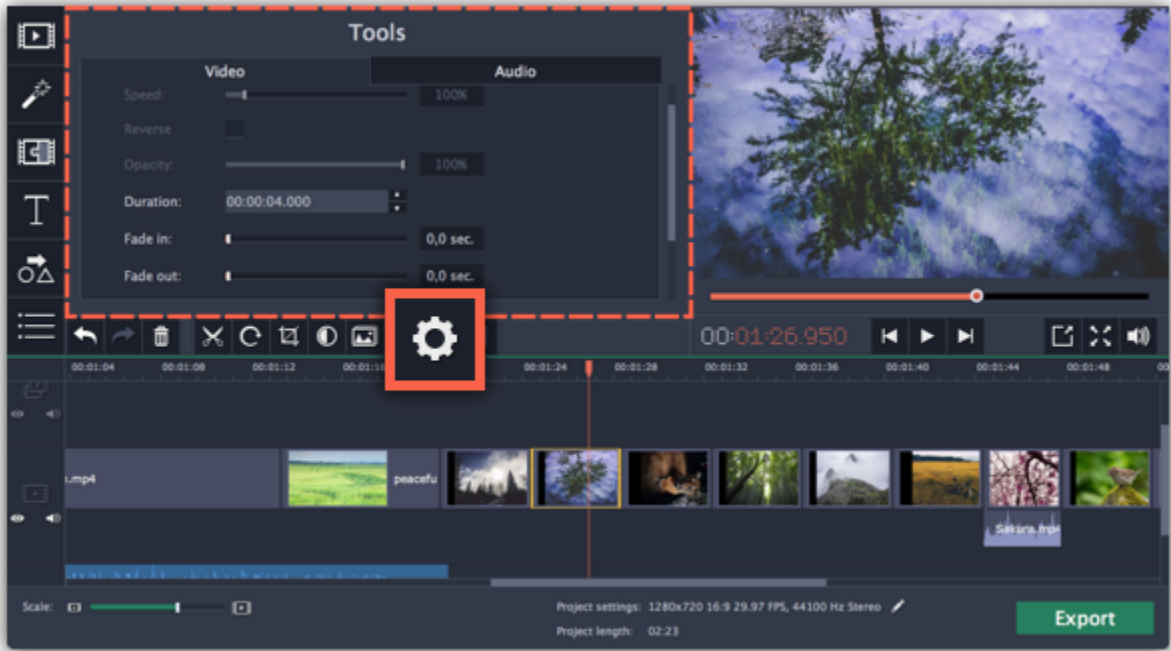 Tools
Video Audio
Speed: 100%
Reverse
Opacity: 100%
Duration: 00:00:04.000
Fade in: 0,0 sec.
Fade out: 0,0 sec.
T
00:01:26.950
00:01:04 00:01:08 00:01:12 00:01:24 00:01:28 00:01:32 00:01:36 00:01:40 00:01:44 00:01:48
.mp4 peacefu
Sakura.mp4
Scale: Project settings: 1280x720 16:9 29.97 FPS, 44100 Hz Stereo
Project length: 02:23
Export